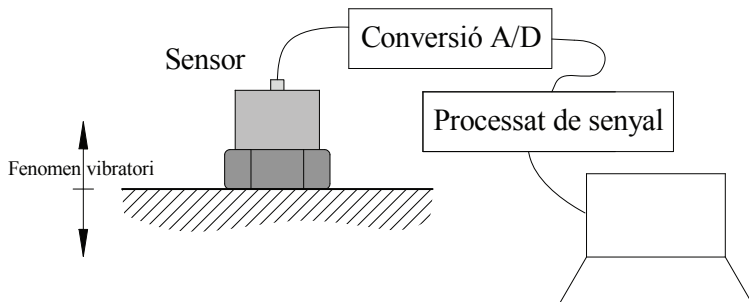 Conversió A/D
Sensor
Processat de senyal
Fenomen vibratori